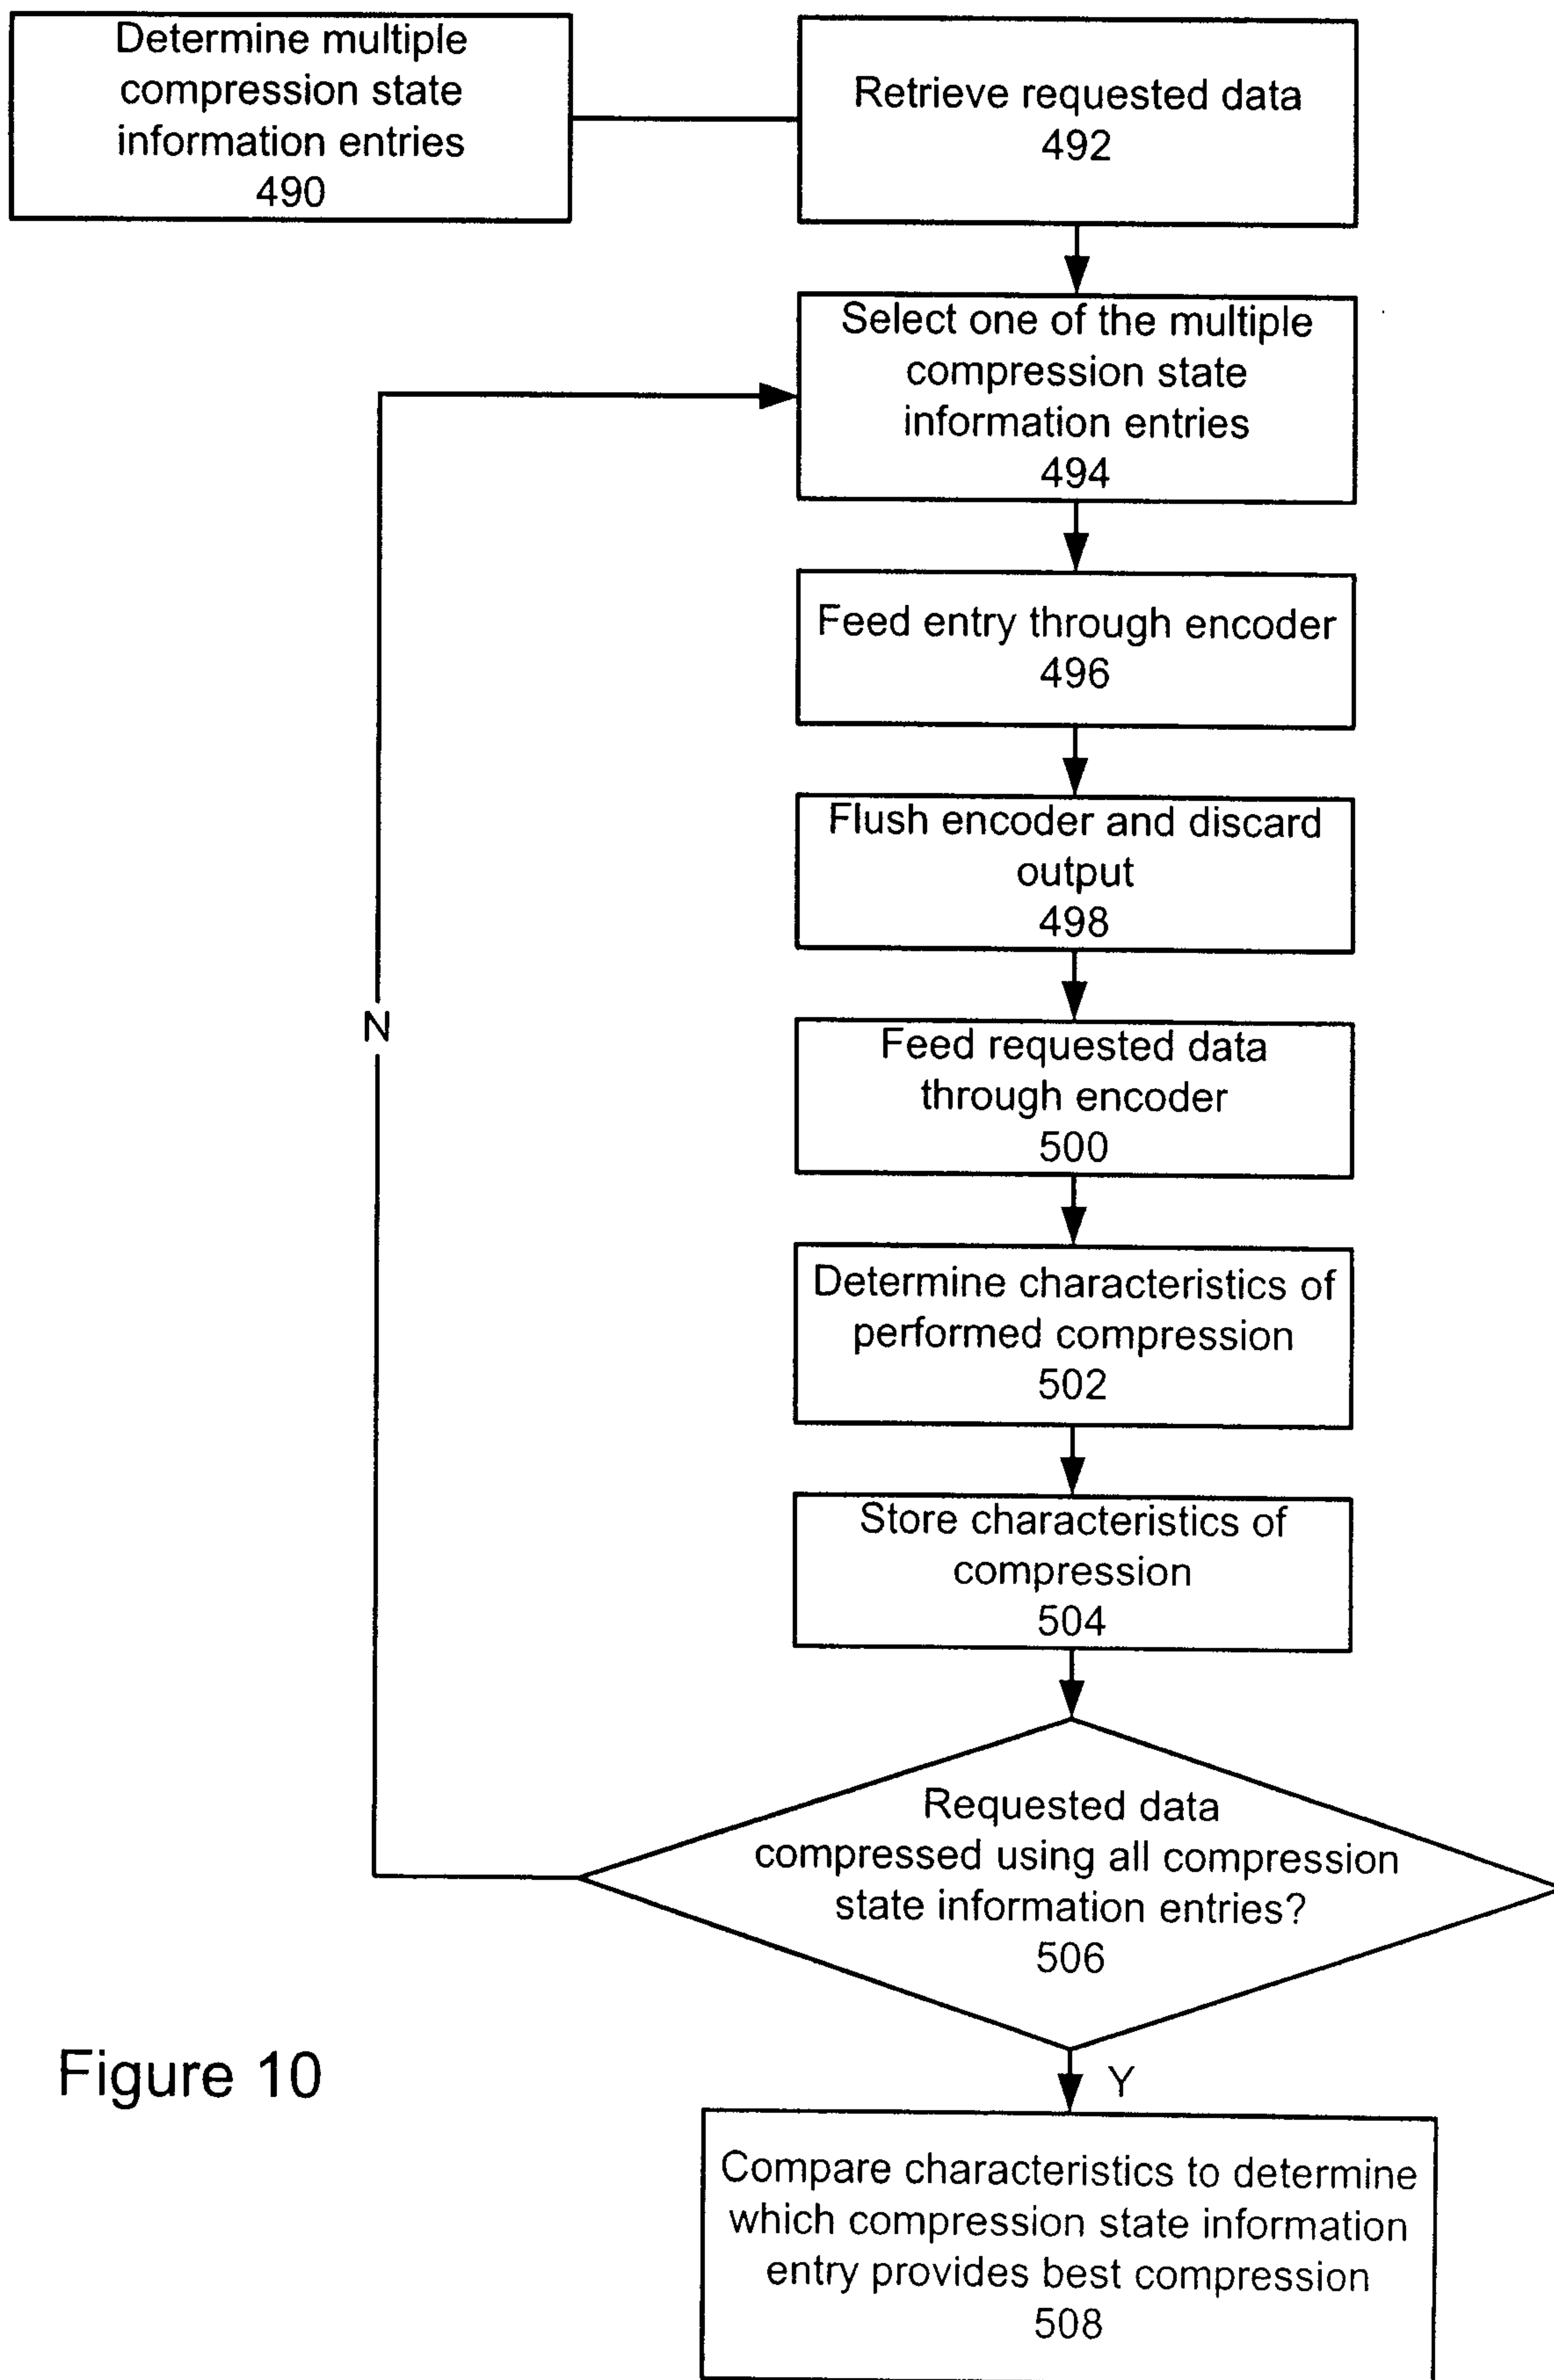 Determine multiple
compression state
information entries
490
Retrieve requested data
492
Select one of the multiple
compression state
information entries
494
Feed entry through encoder
496
Flush encoder and discard
output
498
Feed requested data
through encoder
500
Determine characteristics of
performed compression
502
Store characteristics of
compression
504
Requested data
compressed using all compression
state information entries?
506
N
Y
Compare characteristics to determine
which compression state information
entry provides best compression
508
Figure 10